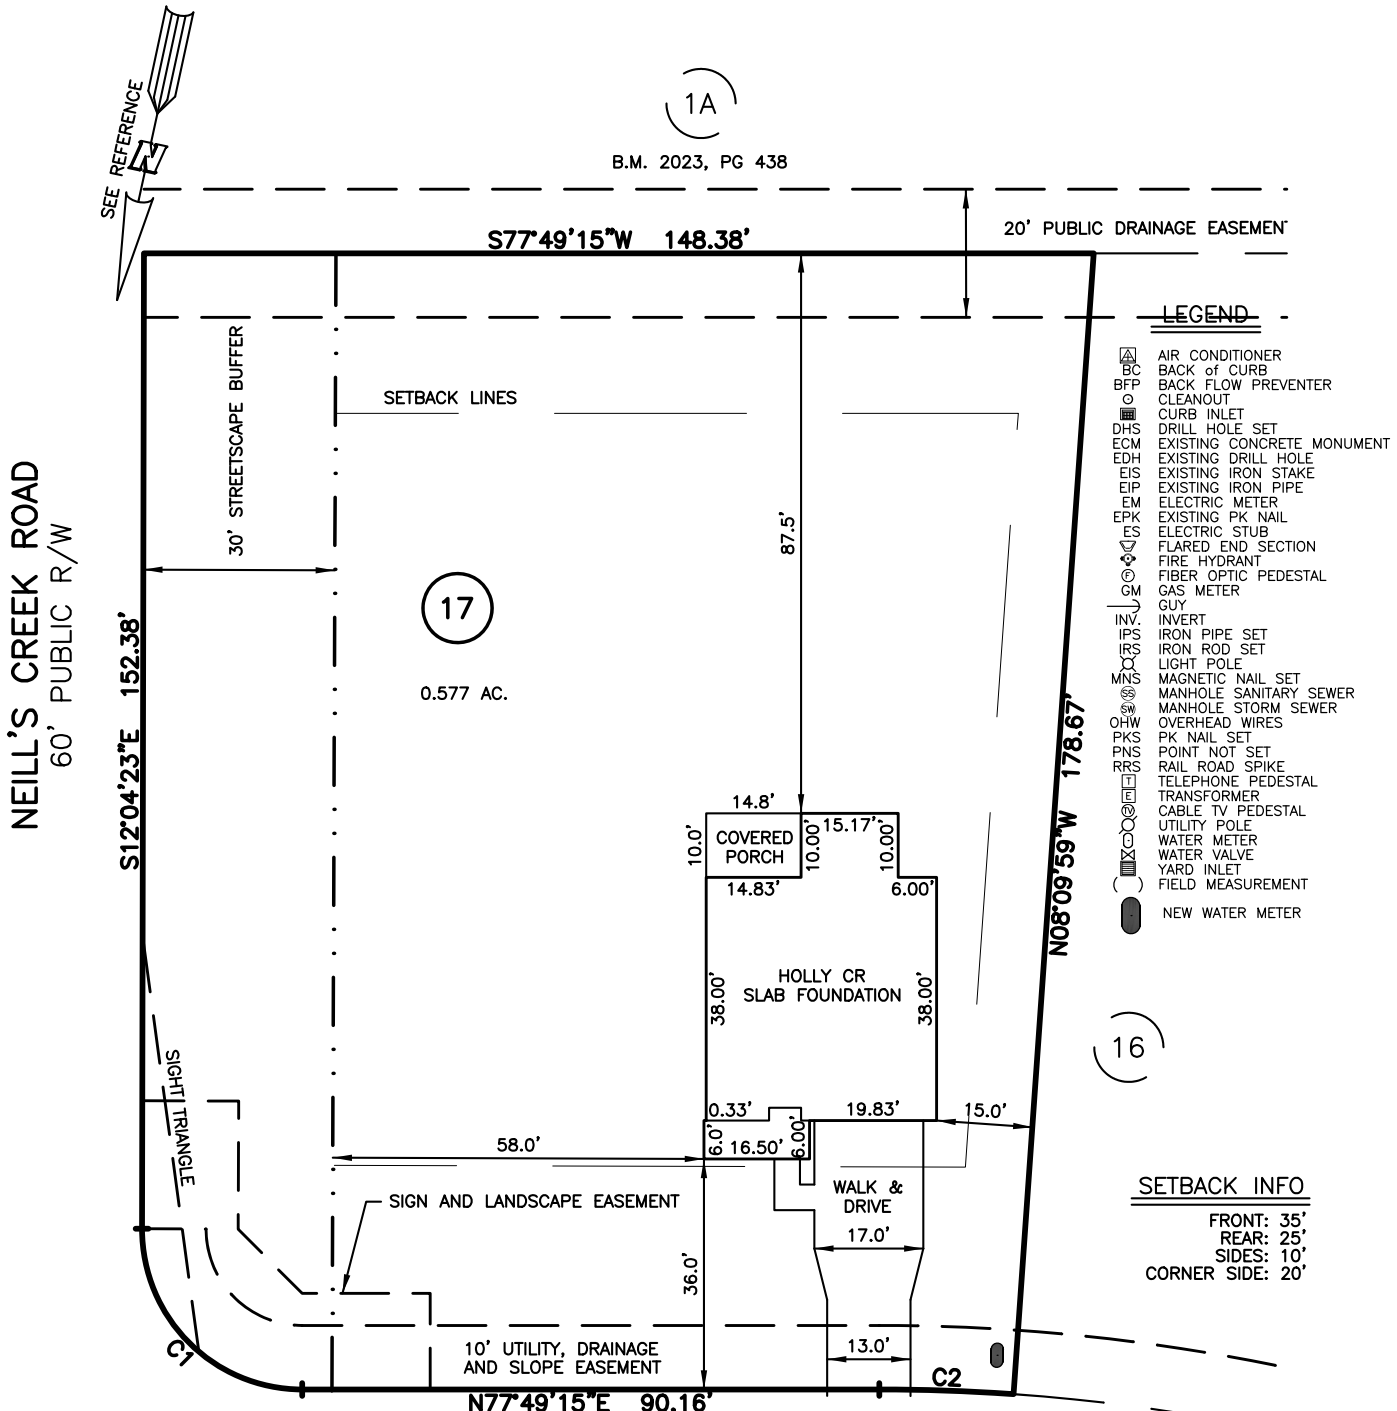 SEE REFERENCE
N
1A
B.M. 2023, PG 438
S77°49'15"W 148.38'
20' PUBLIC DRAINAGE EASEMEN
NEILL'S CREEK ROAD
60' PUBLIC R/W
S12°04'23"E 152.38'
30' STREETSCAPE BUFFER
SETBACK LINES
87.5'
17
0.577 AC.
N08°09'59"W 178.67'
14.8'
10.0'
COVERED
PORCH
10.00'
15.17'
10.00'
14.83'
6.00'
HOLLY CR
SLAB FOUNDATION
38.00'
38.00'
0.33'
19.83'
15.0'
6.0'
16.50'
6.00'
58.0'
SIGHT TRIANGLE
SIGN AND LANDSCAPE EASEMENT
WALK &
DRIVE
17.0'
36.0'
13.0'
10' UTILITY, DRAINAGE
AND SLOPE EASEMENT
C1
C2
N77°49'15"E 90.16'
16
LEGEND
AIR CONDITIONER
BC BACK of CURB
BFP BACK FLOW PREVENTER
CLEANOUT
CURB INLET
DHS DRILL HOLE SET
ECM EXISTING CONCRETE MONUMENT
EDH EXISTING DRILL HOLE
EIS EXISTING IRON STAKE
EIP EXISTING IRON PIPE
EM ELECTRIC METER
EPK EXISTING PK NAIL
ES ELECTRIC STUB
FLARED END SECTION
FIRE HYDRANT
F FIBER OPTIC PEDESTAL
GM GAS METER
GUY
INV. INVERT
IPS IRON PIPE SET
IRS IRON ROD SET
LIGHT POLE
MNS MAGNETIC NAIL SET
SS MANHOLE SANITARY SEWER
SW MANHOLE STORM SEWER
OHW OVERHEAD WIRES
PKS PK NAIL SET
PNS POINT NOT SET
RRS RAIL ROAD SPIKE
T TELEPHONE PEDESTAL
E TRANSFORMER
TV CABLE TV PEDESTAL
UTILITY POLE
WATER METER
WATER VALVE
YARD INLET
( ) FIELD MEASUREMENT
NEW WATER METER
SETBACK INFO
FRONT: 35'
REAR: 25'
SIDES: 10'
CORNER SIDE: 20'